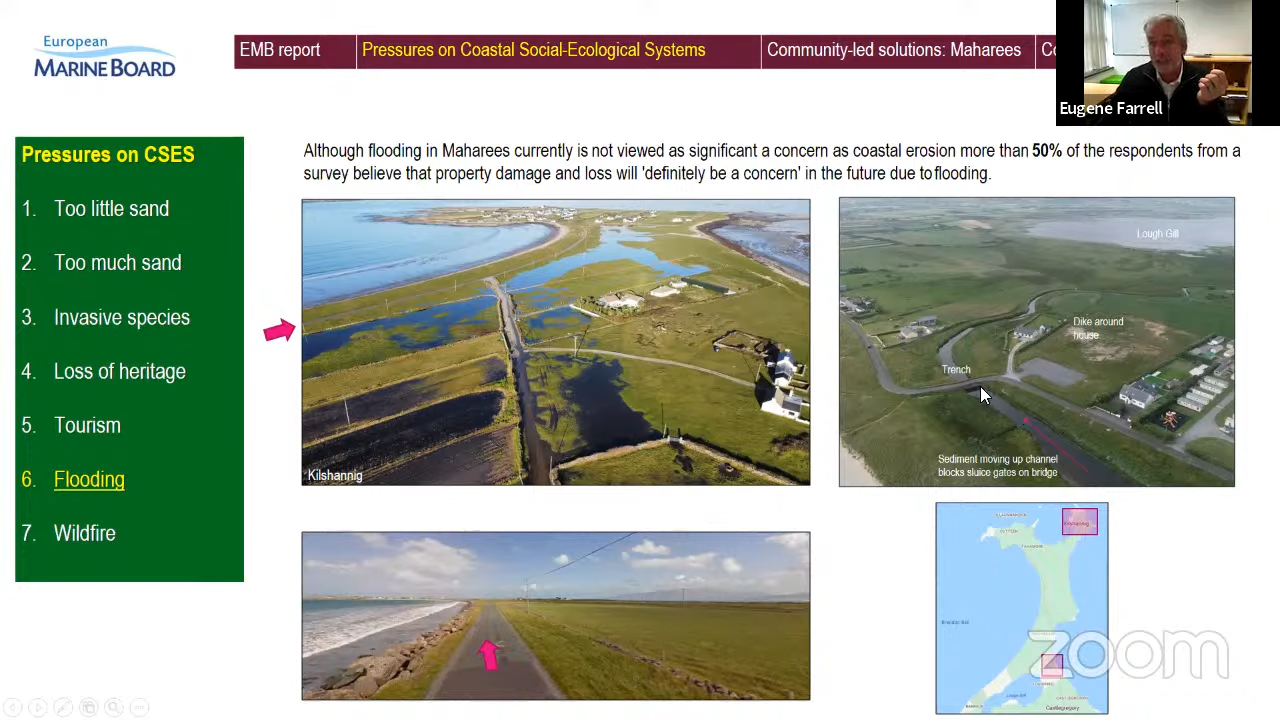 European
MARINE BOARD
EMB report
Pressures on Coastal Social-Ecological Systems
Community-led solutions: Maharees
Co
Eugene Farrell
Pressures on CSES
1. Too little sand
2. Too much sand
3. Invasive species
4. Loss of heritage
5. Tourism
6. Flooding
7. Wildfire
Although flooding in Maharees currently is not viewed as significant a concern as coastal erosion more than 50% of the respondents from a
survey believe that property damage and loss will 'definitely be a concern' in the future due to flooding.
Kilshannig
Lough Gill
Dike around
house
Trench
Sediment moving up channel
blocks sluice gates on bridge
Kilshannig
Castlegregory
zoom